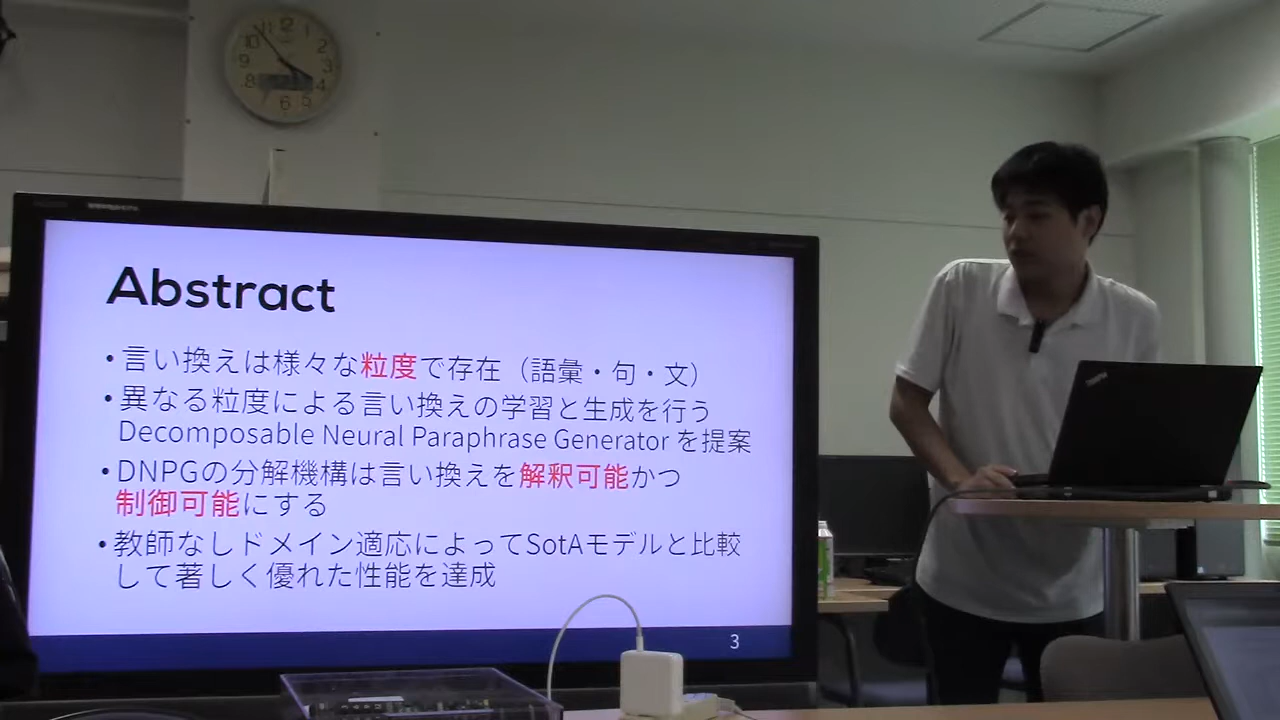 Abstract
• 言い換えは様々な粒度で存在（語彙・句・文）
• 異なる粒度による言い換えの学習と生成を行う
Decomposable Neural Paraphrase Generator を提案
• DNPGの分解機構は言い換えを解釈可能かつ
制御可能にする
• 教師なしドメイン適応によってSotAモデルと比較
して著しく優れた性能を達成
3
ThinkPad